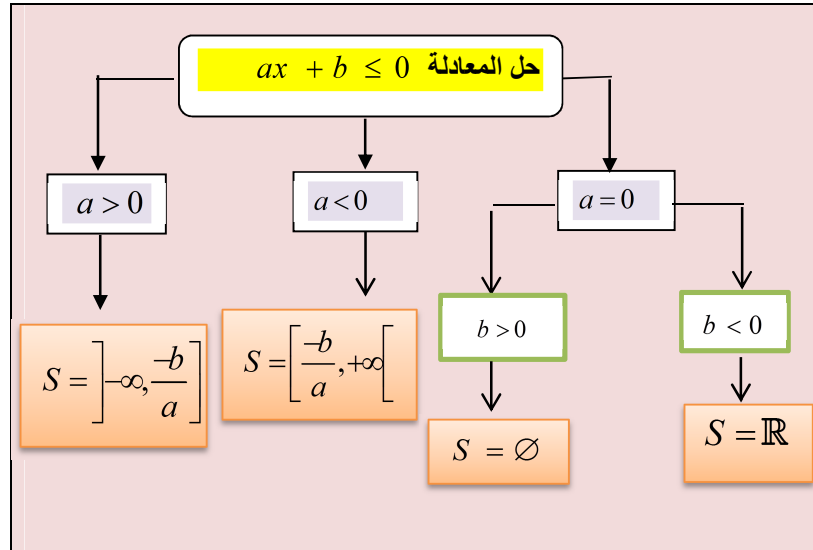 حل المعادلة ax + b ≤ 0
a > 0
a < 0
a = 0
b > 0
b < 0
S = ]−∞, −b/a]
S = [−b/a, +∞[
S = ∅
S = ℝ